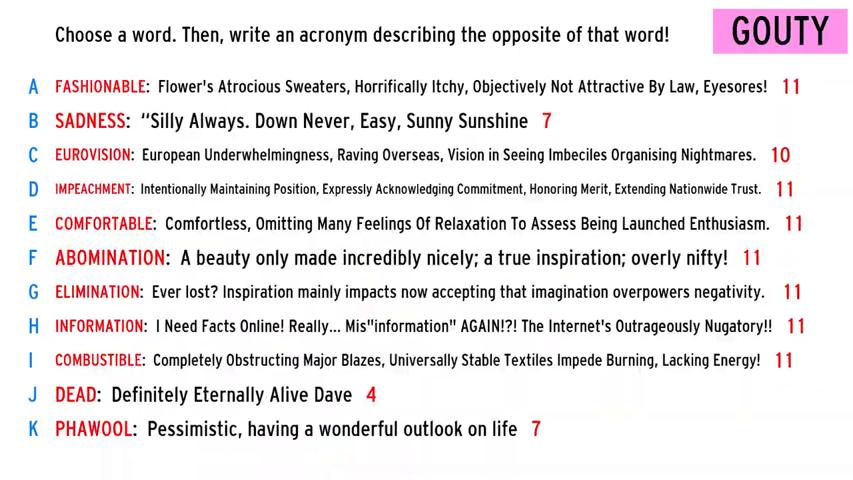 Choose a word. Then, write an acronym describing the opposite of that word!
GOUTY
A FASHIONABLE: Flower's Atrocious Sweaters, Horrifically Itchy, Objectively Not Attractive By Law, Eyesores! 11
B SADNESS: “Silly Always. Down Never, Easy, Sunny Sunshine 7
C EUROVISION: European Underwhelmingness, Raving Overseas, Vision in Seeing Imbeciles Organising Nightmares. 10
D IMPEACHMENT: Intentionally Maintaining Position, Expressly Acknowledging Commitment, Honoring Merit, Extending Nationwide Trust. 11
E COMFORTABLE: Comfortless, Omitting Many Feelings Of Relaxation To Assess Being Launched Enthusiasm. 11
F ABOMINATION: A beauty only made incredibly nicely; a true inspiration; overly nifty! 11
G ELIMINATION: Ever lost? Inspiration mainly impacts now accepting that imagination overpowers negativity. 11
H INFORMATION: I Need Facts Online! Really... Mis"information" AGAIN!?! The Internet's Outrageously Nugatory!! 11
I COMBUSTIBLE: Completely Obstructing Major Blazes, Universally Stable Textiles Impede Burning, Lacking Energy! 11
J DEAD: Definitely Eternally Alive Dave 4
K PHAWOOL: Pessimistic, having a wonderful outlook on life 7